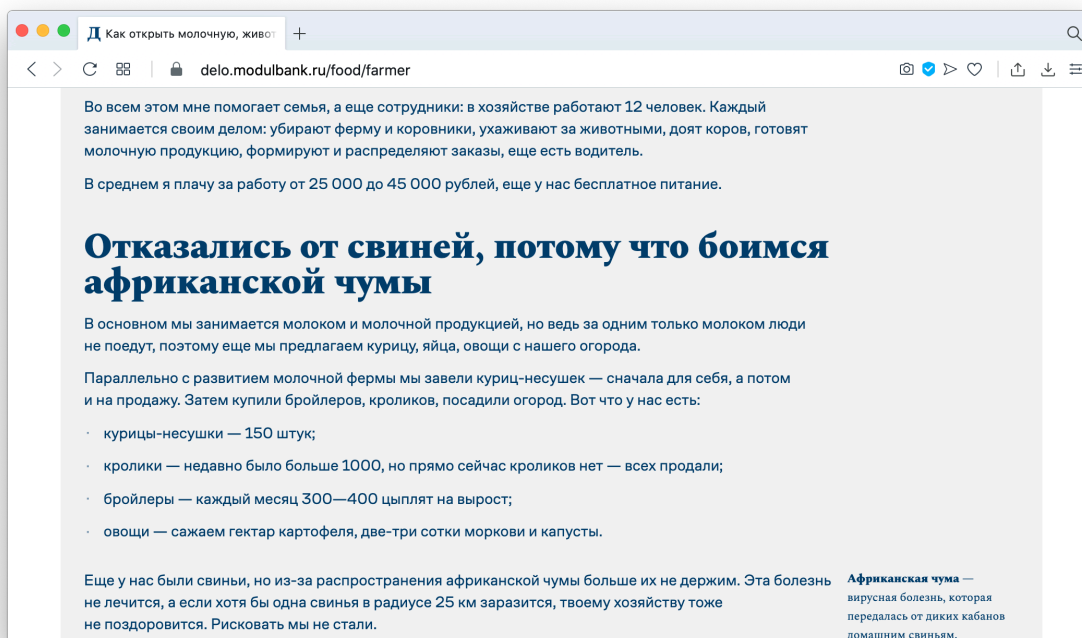 Как открыть молочную, живот
delo.modulbank.ru/food/farmer
Во всем этом мне помогает семья, а еще сотрудники: в хозяйстве работают 12 человек. Каждый
занимается своим делом: убирают ферму и коровники, ухаживают за животными, доят коров, готовят
молочную продукцию, формируют и распределяют заказы, еще есть водитель.
В среднем я плачу за работу от 25 000 до 45 000 рублей, еще у нас бесплатное питание.
Отказались от свиней, потому что боимся
африканской чумы
В основном мы занимается молоком и молочной продукцией, но ведь за одним только молоком люди
не поедут, поэтому еще мы предлагаем курицу, яйца, овощи с нашего огорода.
Параллельно с развитием молочной фермы мы завели куриц-несушек — сначала для себя, а потом
и на продажу. Затем купили бройлеров, кроликов, посадили огород. Вот что у нас есть:
· курицы-несушки — 150 штук;
· кролики — недавно было больше 1000, но прямо сейчас кроликов нет — всех продали;
· бройлеры — каждый месяц 300—400 цыплят на вырост;
· овощи — сажаем гектар картофеля, две-три сотки моркови и капусты.
Еще у нас были свиньи, но из-за распространения африканской чумы больше их не держим. Эта болезнь
не лечится, а если хотя бы одна свинья в радиусе 25 км заразится, твоему хозяйству тоже
не поздоровится. Рисковать мы не стали.
Африканская чума —
вирусная болезнь, которая
передалась от диких кабанов
домашним свиньям.